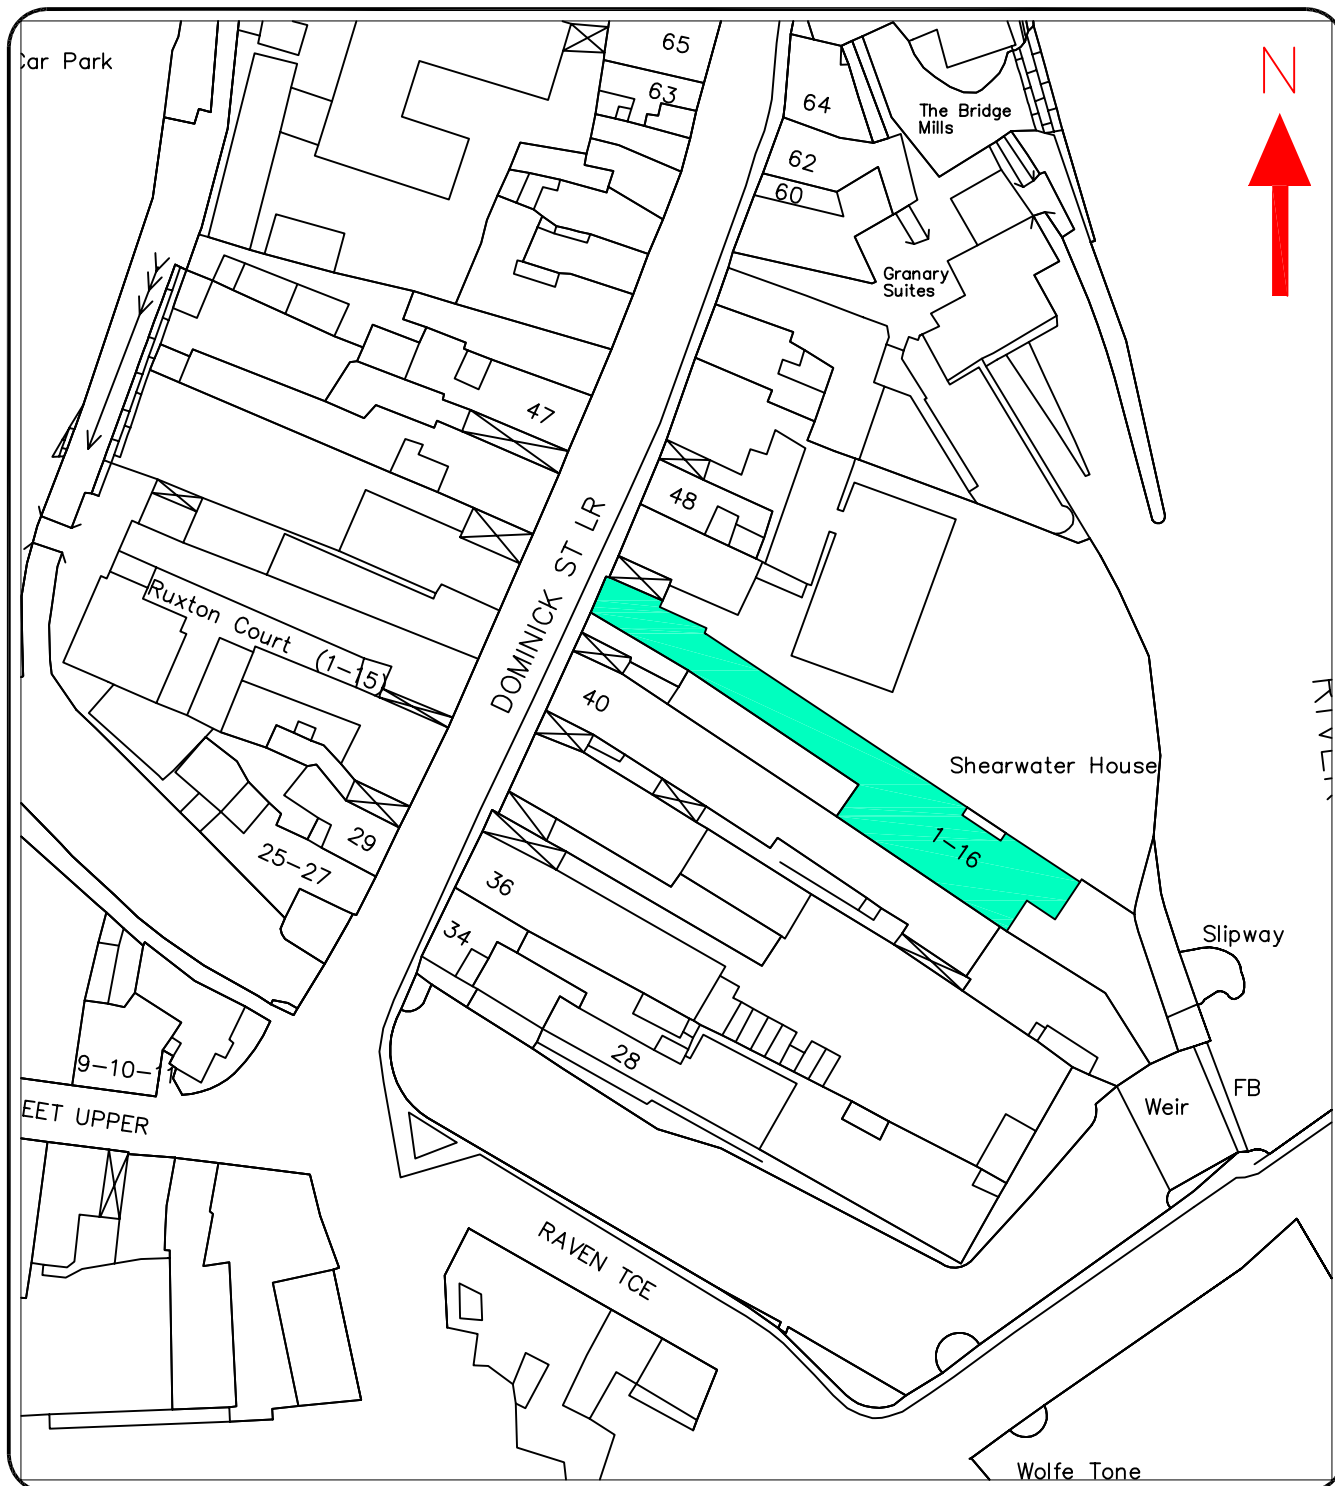 65
Car Park
N
63
64
The Bridge
Mills
62
60
Granary
Suites
47
48
DOMINICK ST LR
Ruxton Court (1-15)
40
RIVER
Shearwater House
1-16
29
25-27
36
34
Slipway
28
9-10-11
FB
Weir
EET UPPER
RAVEN TCE
Wolfe Tone